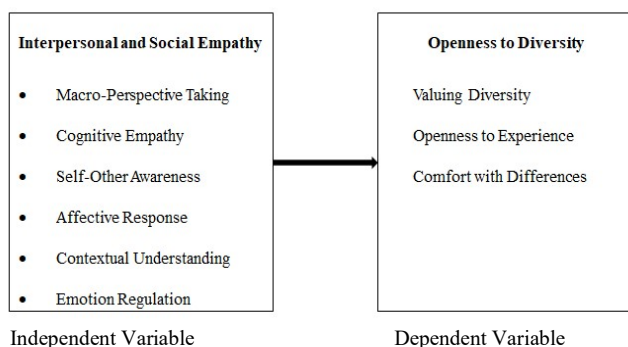 Interpersonal and Social Empathy
• Macro-Perspective Taking
• Cognitive Empathy
• Self-Other Awareness
• Affective Response
• Contextual Understanding
• Emotion Regulation
Independent Variable
Openness to Diversity
Valuing Diversity
Openness to Experience
Comfort with Differences
Dependent Variable